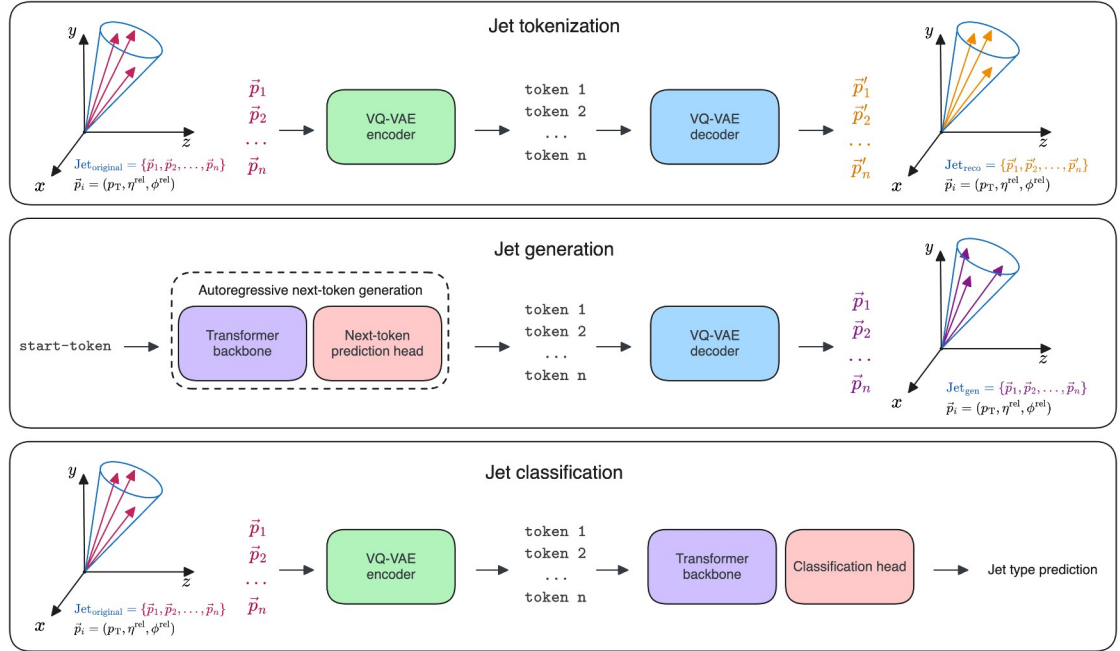 Jet tokenization
y
z
x
Jet_original = {p⃗_1, p⃗_2, ..., p⃗_n}
p⃗_i = (p_T, η^rel, ϕ^rel)
p⃗_1
p⃗_2
...
p⃗_n
VQ-VAE
encoder
token 1
token 2
...
token n
VQ-VAE
decoder
p⃗′_1
p⃗′_2
...
p⃗′_n
y
z
x
Jet_reco = {p⃗′_1, p⃗′_2, ..., p⃗′_n}
p⃗_i = (p_T, η^rel, ϕ^rel)
Jet generation
start-token
Autoregressive next-token generation
Transformer
backbone
Next-token
prediction head
token 1
token 2
...
token n
VQ-VAE
decoder
p⃗_1
p⃗_2
...
p⃗_n
y
z
x
Jet_gen = {p⃗_1, p⃗_2, ..., p⃗_n}
p⃗_i = (p_T, η^rel, ϕ^rel)
Jet classification
y
z
x
Jet_original = {p⃗_1, p⃗_2, ..., p⃗_n}
p⃗_i = (p_T, η^rel, ϕ^rel)
p⃗_1
p⃗_2
...
p⃗_n
VQ-VAE
encoder
token 1
token 2
...
token n
Transformer
backbone
Classification head
Jet type prediction